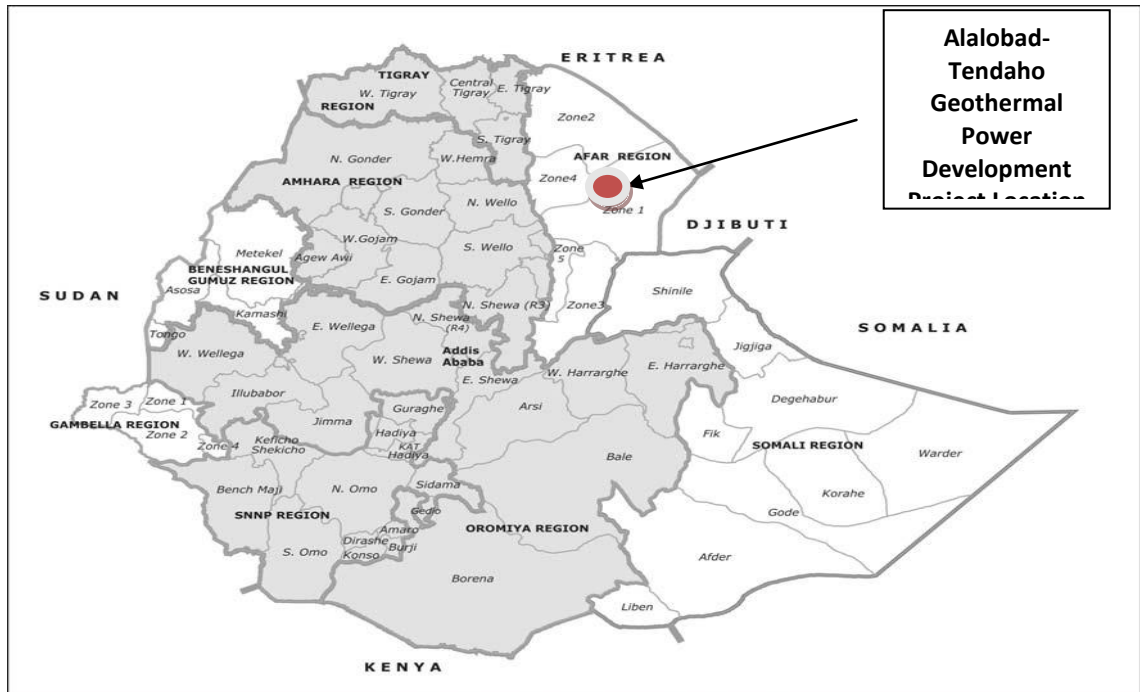 Alalobad-
Tendaho
Geothermal
Power
Development
Project Location
ERITREA
TIGRAY
REGION
W. Tigray
Central
Tigray
E. Tigray
S. Tigray
Zone2
AFAR REGION
Zone4
Zone 1
N. Gonder
W.Hemra
AMHARA REGION
S. Gonder
N. Wello
DJIBUTI
W.Gojam
Agew Awi
S. Wello
E. Gojam
Zone
5
Zone3
Metekel
BENESHANGUL
GUMUZ REGION
Asosa
Kamashi
SUDAN
Tongo
N. Shewa (R3)
Shinile
SOMALIA
E. Wellega
N. Shewa
(R4)
W. Wellega
W. Shewa
Addis
Ababa
E. Shewa
W. Harrarghe
E. Harrarghe
Jigjiga
Zone 3
Zone 1
GAMBELLA REGION
Zone 2
Zone 4
Illubabor
Jimma
Guraghe
Hadiya
KAT
Hadiya
Arsi
Degehabur
Keficho
Shekicho
Fik
SOMALI REGION
Warder
Bale
Korahe
Bench Maji
N. Omo
Sidama
SNNP REGION
Gedio
OROMIYA REGION
Gode
Amaro
Dirashe
Konso
Burji
S. Omo
Afder
Borena
Liben
KENYA